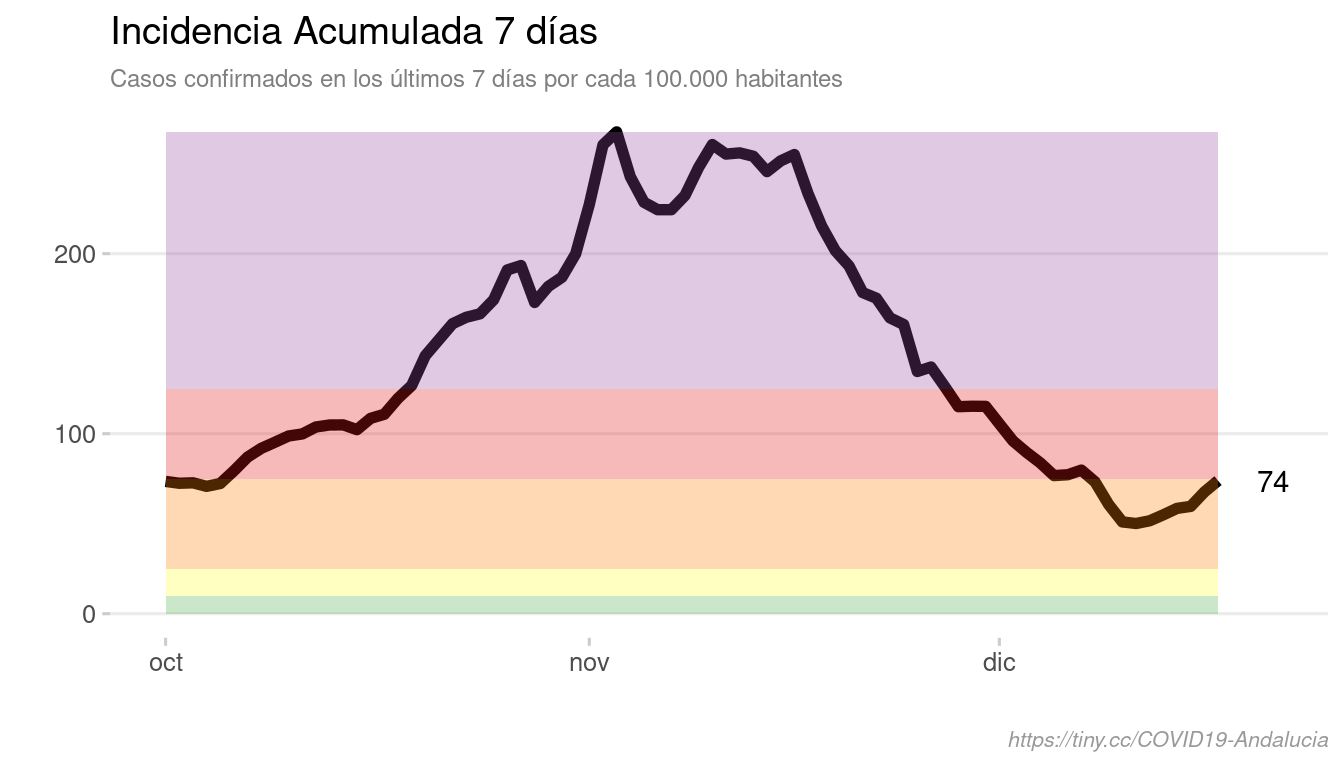 Incidencia Acumulada 7 días
Casos confirmados en los últimos 7 días por cada 100.000 habitantes
200
100
74
0
oct nov dic
https://tiny.cc/COVID19-Andalucia